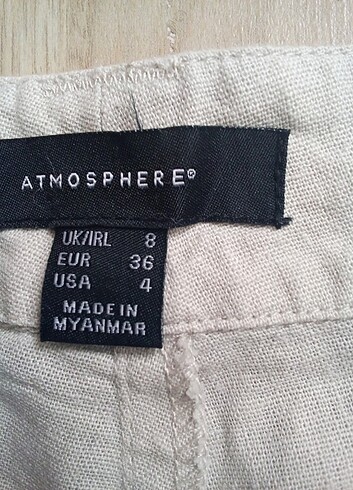 ATMOSPHERE®
UK/IRL 8
EUR 36
USA 4
MADE IN
MYANMAR